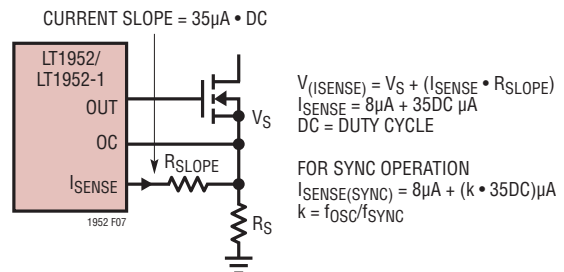 CURRENT SLOPE = 35µA • DC
LT1952/
LT1952-1
OUT
OC
ISENSE
VS
RSLOPE
RS
1952 F07
V(ISENSE) = VS + (ISENSE • RSLOPE)
ISENSE = 8µA + 35DC µA
DC = DUTY CYCLE
FOR SYNC OPERATION
ISENSE(SYNC) = 8µA + (k • 35DC)µA
k = fOSC/fSYNC